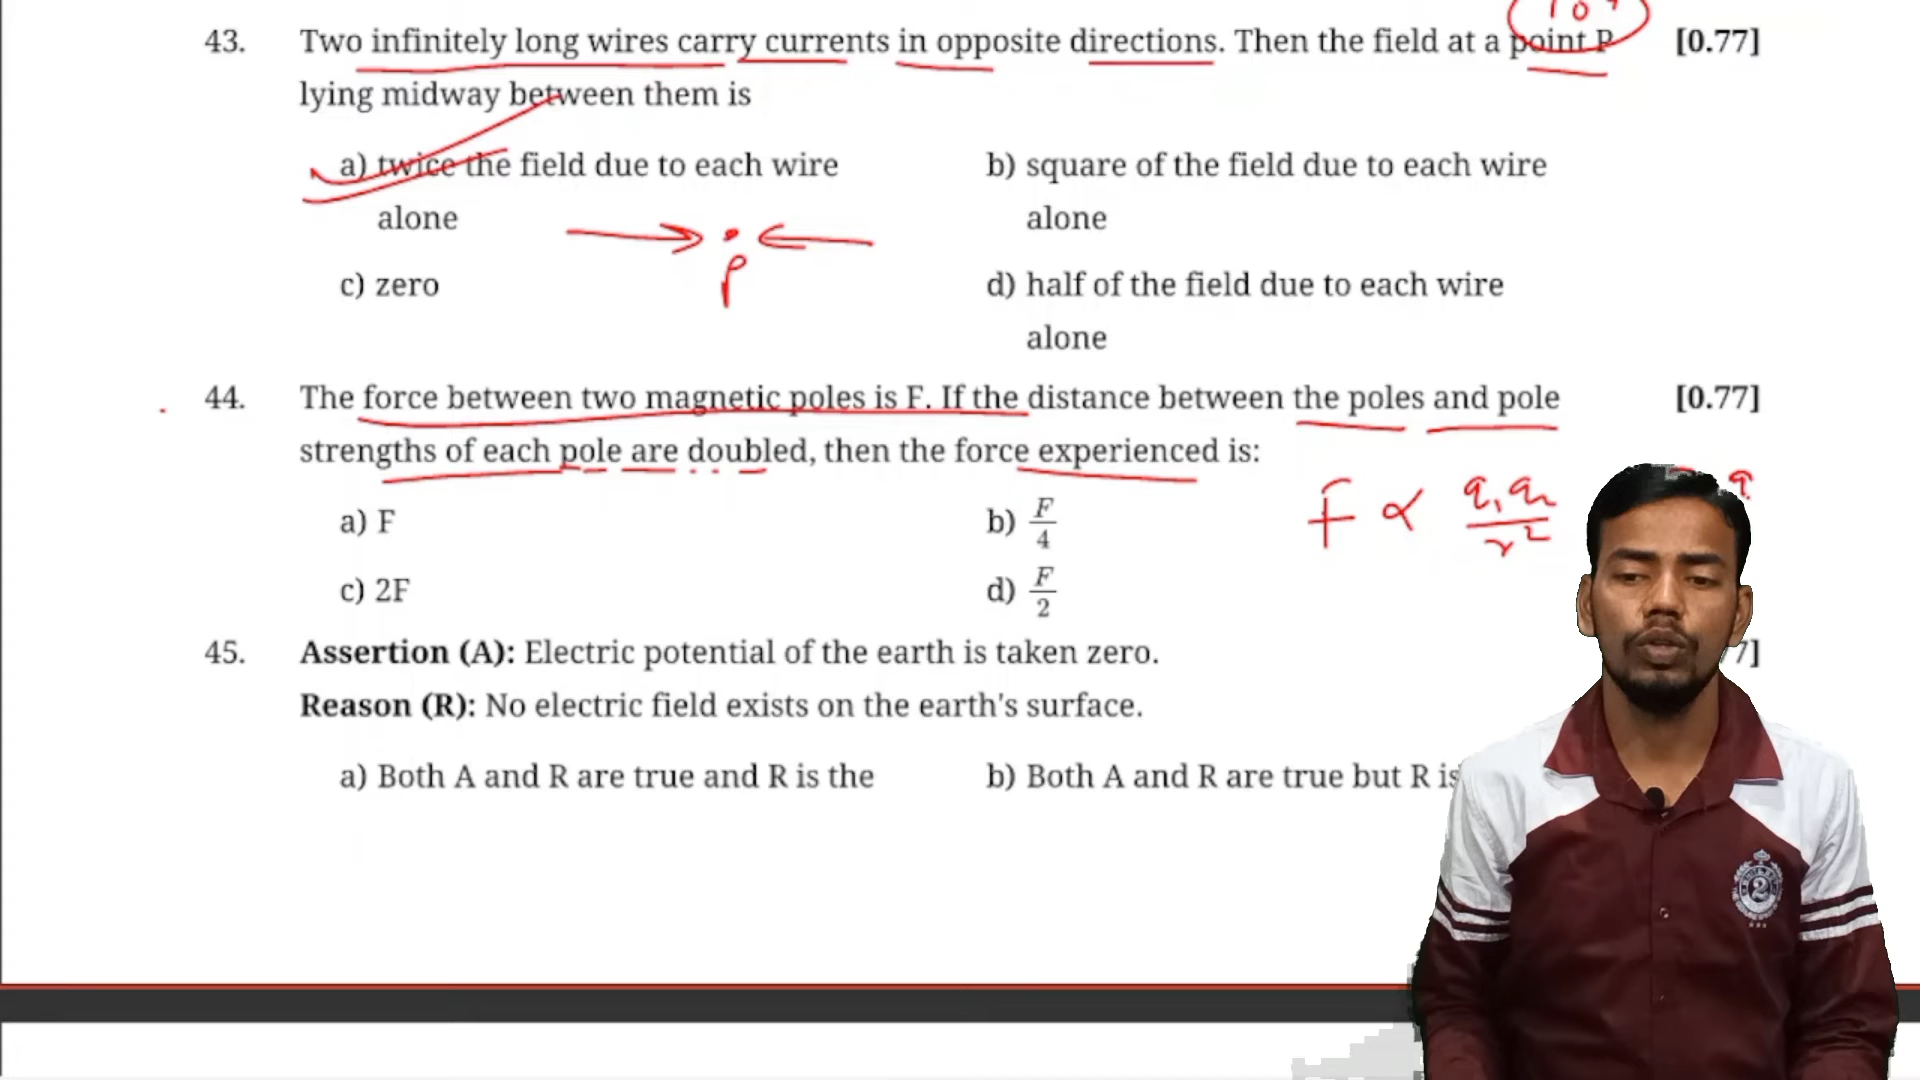 10⁴
43. Two infinitely long wires carry currents in opposite directions. Then the field at a point P [0.77]
lying midway between them is
a) twice the field due to each wire alone
b) square of the field due to each wire alone
P
c) zero
d) half of the field due to each wire alone
44. The force between two magnetic poles is F. If the distance between the poles and pole [0.77]
strengths of each pole are doubled, then the force experienced is:
F ∝ q₁ q₂ / r²
a) F
b) F/4
c) 2F
d) F/2
45. Assertion (A): Electric potential of the earth is taken zero. 7]
Reason (R): No electric field exists on the earth's surface.
a) Both A and R are true and R is the
b) Both A and R are true but R is
2